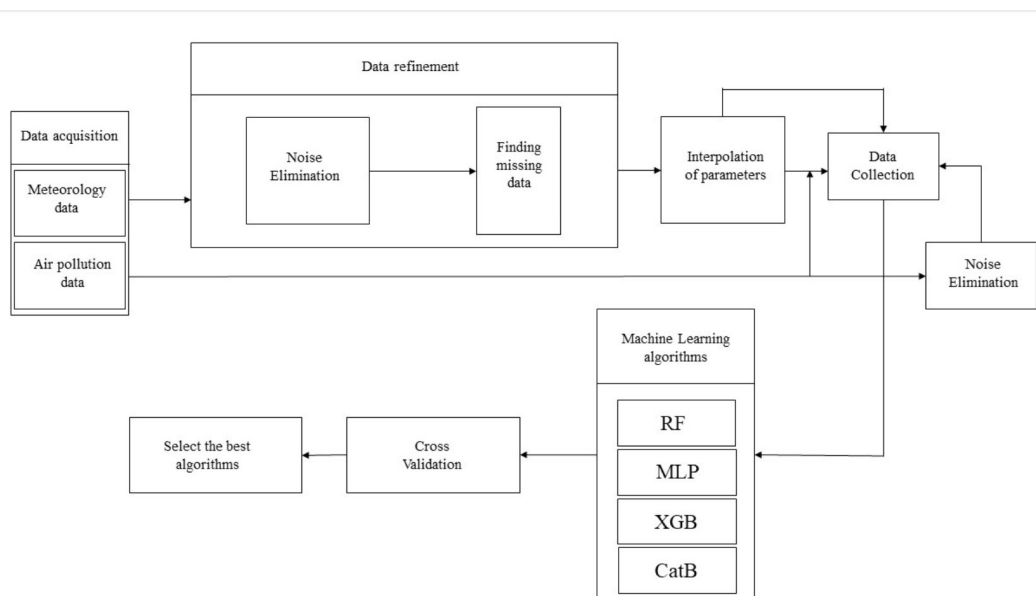 Data refinement
Data acquisition
Meteorology
data
Air pollution
data
Noise
Elimination
Finding
missing
data
Interpolation
of parameters
Data
Collection
Noise
Elimination
Machine Learning
algorithms
RF
MLP
XGB
CatB
Cross
Validation
Select the best
algorithms